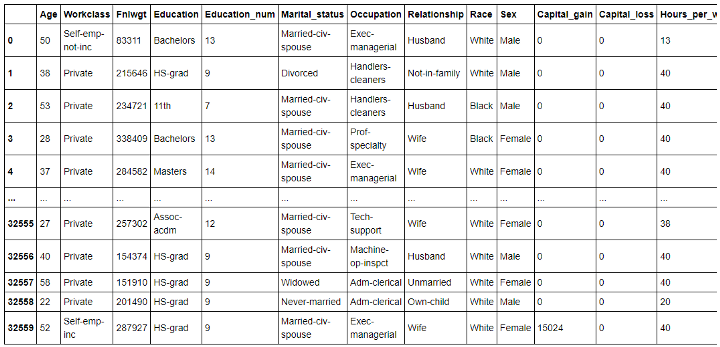 Age Workclass Fnlwgt Education Education_num Marital_status Occupation Relationship Race Sex Capital_gain Capital_loss Hours_per_w
0 50 Self-emp-not-inc 83311 Bachelors 13 Married-civ-spouse Exec-managerial Husband White Male 0 0 13
1 38 Private 215646 HS-grad 9 Divorced Handlers-cleaners Not-in-family White Male 0 0 40
2 53 Private 234721 11th 7 Married-civ-spouse Handlers-cleaners Husband Black Male 0 0 40
3 28 Private 338409 Bachelors 13 Married-civ-spouse Prof-specialty Wife Black Female 0 0 40
4 37 Private 284582 Masters 14 Married-civ-spouse Exec-managerial Wife White Female 0 0 40
... ... ... ... ... ... ... ... ... ... ... ... ... ...
32555 27 Private 257302 Assoc-acdm 12 Married-civ-spouse Tech-support Wife White Female 0 0 38
32556 40 Private 154374 HS-grad 9 Married-civ-spouse Machine-op-inspct Husband White Male 0 0 40
32557 58 Private 151910 HS-grad 9 Widowed Adm-clerical Unmarried White Female 0 0 40
32558 22 Private 201490 HS-grad 9 Never-married Adm-clerical Own-child White Male 0 0 20
32559 52 Self-emp-inc 287927 HS-grad 9 Married-civ-spouse Exec-managerial Wife White Female 15024 0 40